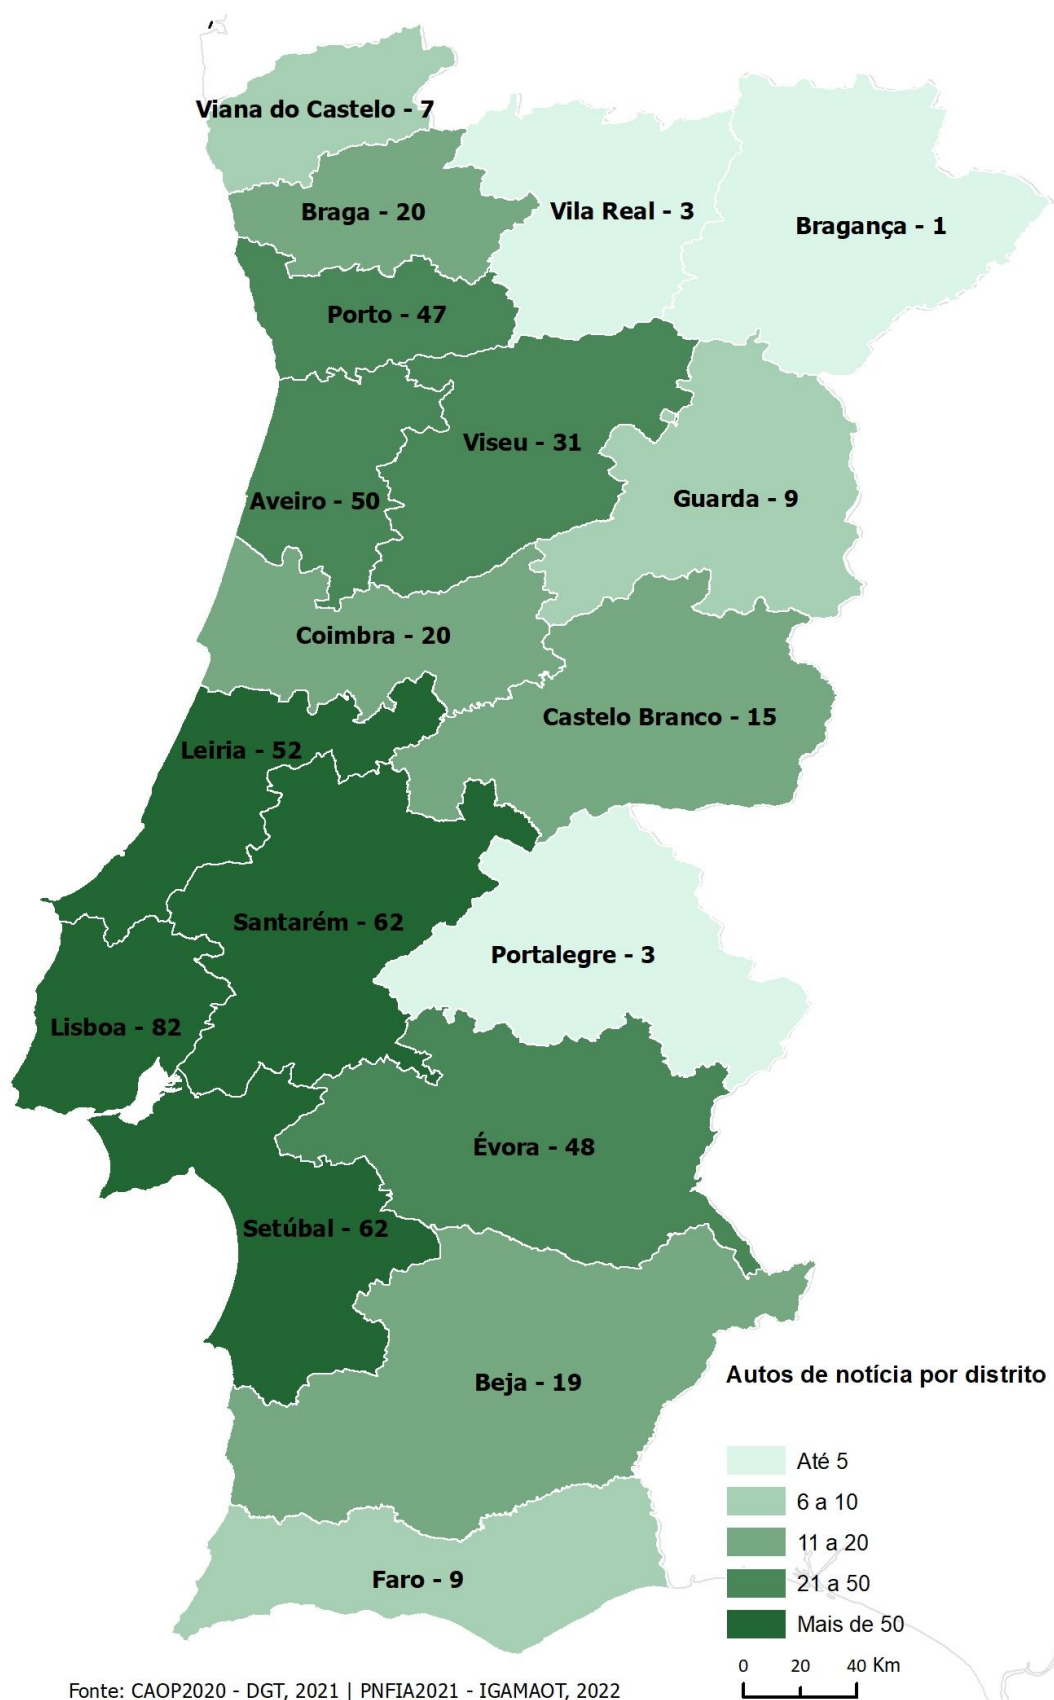 Viana do Castelo - 7
Braga - 20
Vila Real - 3
Bragança - 1
Porto - 47
Viseu - 31
Aveiro - 50
Guarda - 9
Coimbra - 20
Castelo Branco - 15
Leiria - 52
Santarém - 62
Portalegre - 3
Lisboa - 82
Évora - 48
Setúbal - 62
Beja - 19
Faro - 9
Autos de notícia por distrito
Até 5
6 a 10
11 a 20
21 a 50
Mais de 50
0 20 40 Km
Fonte: CAOP2020 - DGT, 2021 | PNFIA2021 - IGAMAOT, 2022